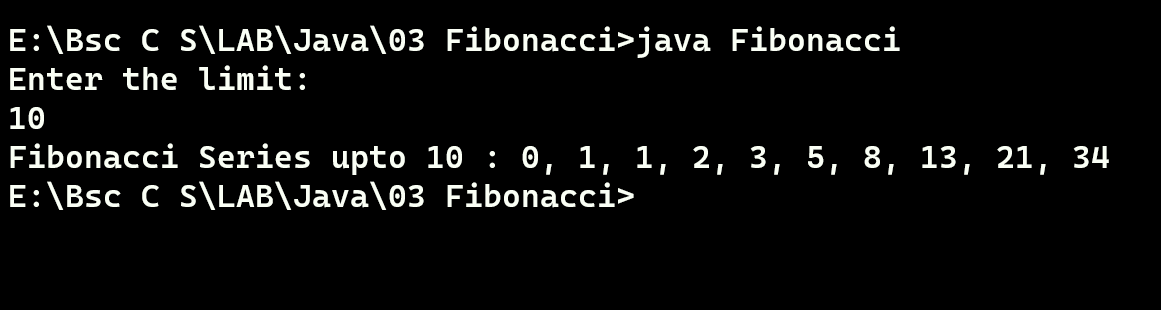 E:\Bsc C S\LAB\Java\03 Fibonacci>java Fibonacci
Enter the limit:
10
Fibonacci Series upto 10 : 0, 1, 1, 2, 3, 5, 8, 13, 21, 34
E:\Bsc C S\LAB\Java\03 Fibonacci>